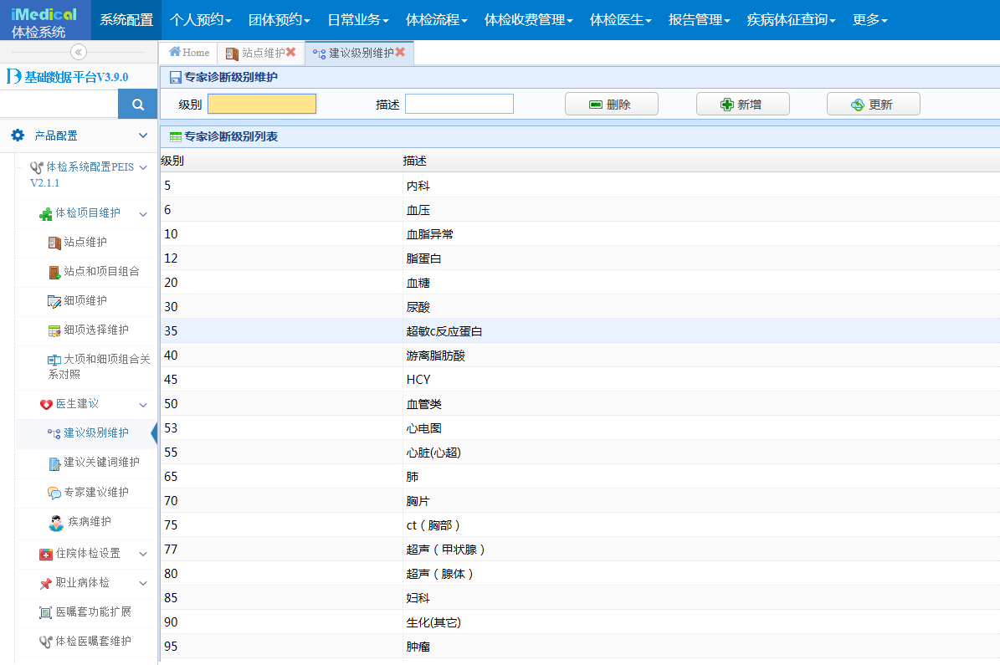 iMedical
体检系统
系统配置 个人预约 团体预约 日常业务 体检流程 体检收费管理 体检医生 报告管理 疾病体征查询 更多
Home 站点维护 建议级别维护
基础数据平台V3.9.0
专家诊断级别维护
级别 描述 删除 新增 更新
产品配置
体检系统配置PEIS
V2.1.1
体检项目维护
站点维护
站点和项目组合
细项维护
细项选择维护
大项和细项组合关
系对照
医生建议
建议级别维护
建议关键词维护
专家建议维护
疾病维护
住院体检设置
职业病体检
医嘱套功能扩展
体检医嘱套维护
专家诊断级别列表
级别 描述
5 内科
6 血压
10 血脂异常
12 脂蛋白
20 血糖
30 尿酸
35 超敏c反应蛋白
40 游离脂肪酸
45 HCY
50 血管类
53 心电图
55 心脏(心超)
65 肺
70 胸片
75 ct（胸部）
77 超声（甲状腺）
80 超声（腺体）
85 妇科
90 生化(其它)
95 肿瘤